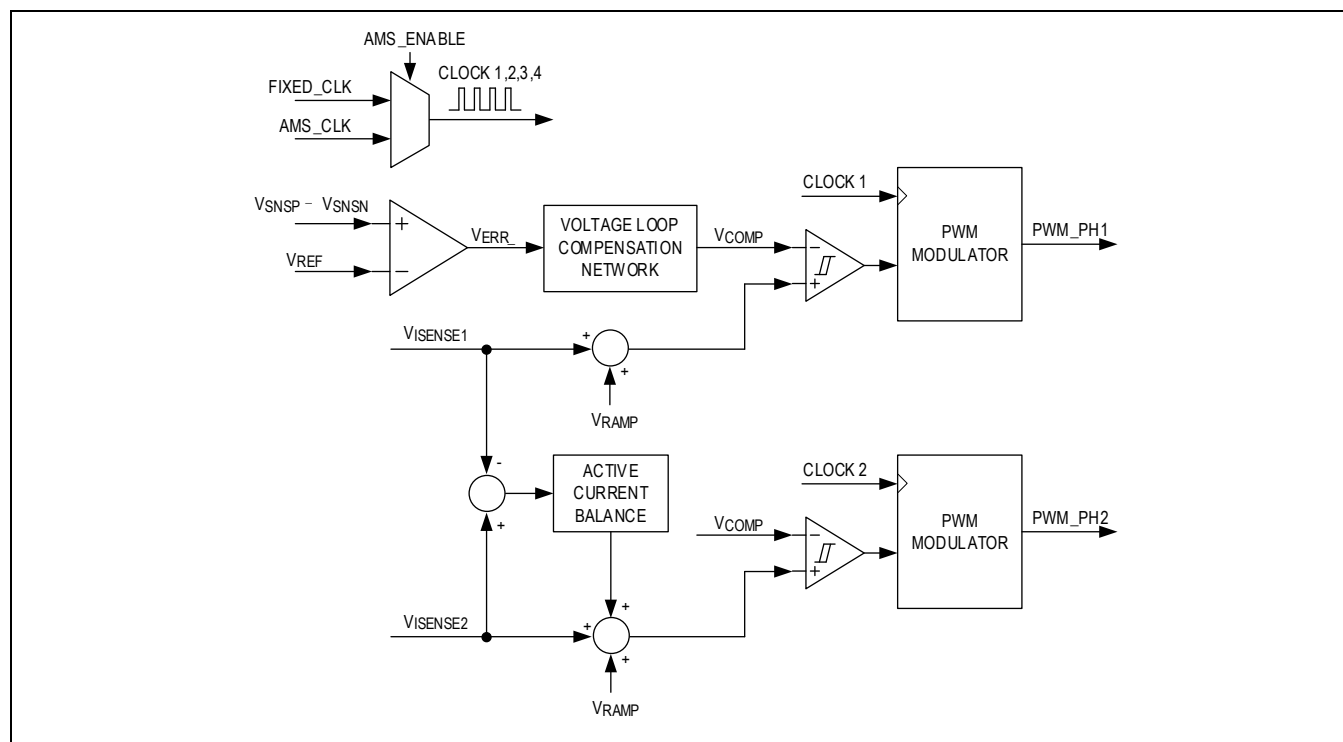 AMS_ENABLE
FIXED_CLK
AMS_CLK
CLOCK 1,2,3,4
VSNSP - VSNSN
VREF
+
-
VERR_
VOLTAGE LOOP
COMPENSATION
NETWORK
VCOMP
-
+
CLOCK 1
PWM
MODULATOR
PWM_PH1
VISENSE1
+
+
VRAMP
-
+
ACTIVE
CURRENT
BALANCE
VCOMP
-
+
CLOCK 2
PWM
MODULATOR
PWM_PH2
VISENSE2
+
+
+
VRAMP